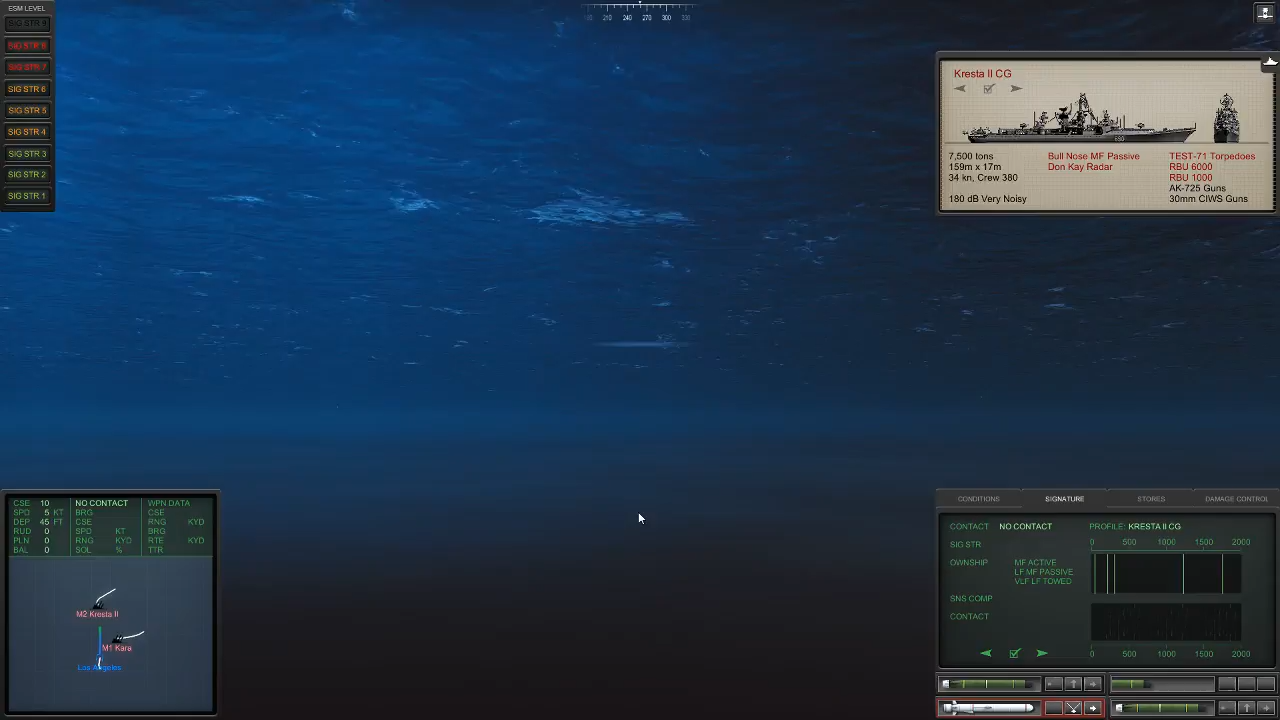 ESM LEVEL
SIG STR 9
SIG STR 8
SIG STR 7
SIG STR 6
SIG STR 5
SIG STR 4
SIG STR 3
SIG STR 2
SIG STR 1
210 240 270 300 330
Kresta II CG
7,500 tons
159m x 17m
34 kn, Crew 380
180 dB Very Noisy
Bull Nose MF Passive
Don Kay Radar
TEST-71 Torpedoes
RBU 6000
RBU 1000
AK-725 Guns
30mm CIWS Guns
CSE 10
SPD 5 KT
DEP 45 FT
RUD 0
PLN 0
BAL 0
NO CONTACT
BRG
CSE
SPD KT
RNG KYD
SOL %
WPN DATA
CSE
RNG KYD
BRG
RTE KYD
TTR
M2 Kresta II
M1 Kara
Los Angeles
CONDITIONS SIGNATURE STORES DAMAGE CONTROL
CONTACT NO CONTACT PROFILE: KRESTA II CG
SIG STR
0 500 1000 1500 2000
OWNSHIP MF ACTIVE
LF MF PASSIVE
VLF LF TOWED
SNS COMP
CONTACT
0 500 1000 1500 2000